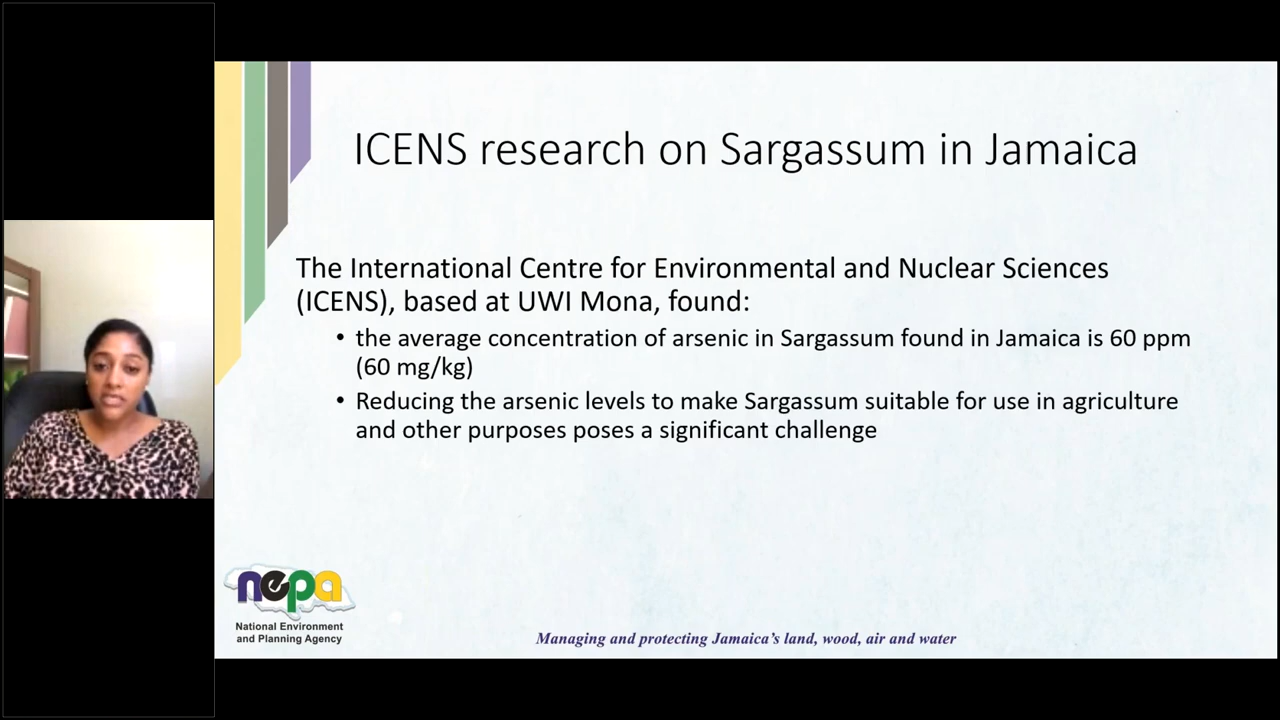 ICENS research on Sargassum in Jamaica
The International Centre for Environmental and Nuclear Sciences
(ICENS), based at UWI Mona, found:
• the average concentration of arsenic in Sargassum found in Jamaica is 60 ppm
(60 mg/kg)
• Reducing the arsenic levels to make Sargassum suitable for use in agriculture
and other purposes poses a significant challenge
nepa
National Environment
and Planning Agency
Managing and protecting Jamaica's land, wood, air and water